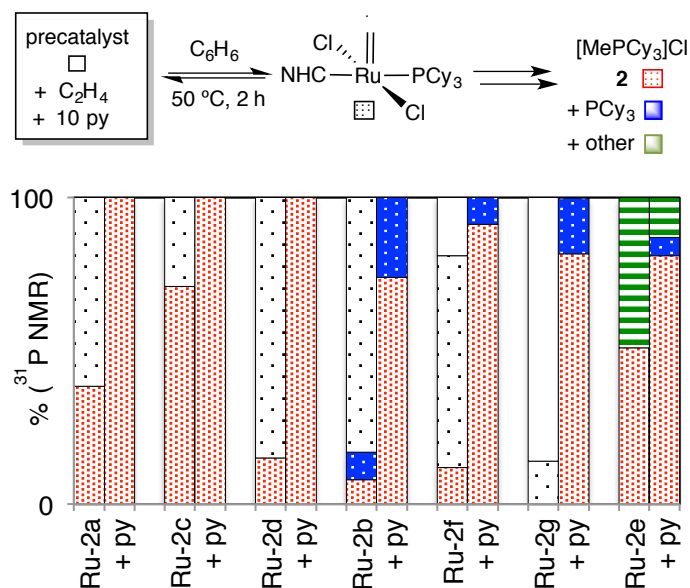 precatalyst
+ C2H4
+ 10 py
C6H6
50 ºC, 2 h
Cl
NHC Ru PCy3
Cl
[MePCy3]Cl
2
+ PCy3
+ other
100
% ( 31P NMR)
0
Ru-2a
+ py
Ru-2c
+ py
Ru-2d
+ py
Ru-2b
+ py
Ru-2f
+ py
Ru-2g
+ py
Ru-2e
+ py